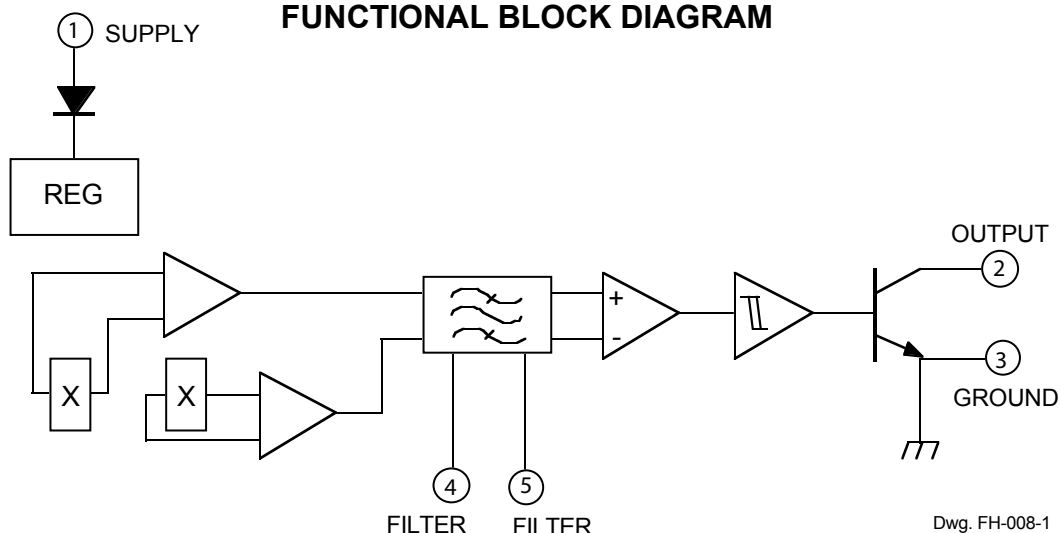 FUNCTIONAL BLOCK DIAGRAM
1 SUPPLY
REG
X
X
+
-
OUTPUT
2
3
GROUND
4
5
FILTER
FILTER
Dwg. FH-008-1